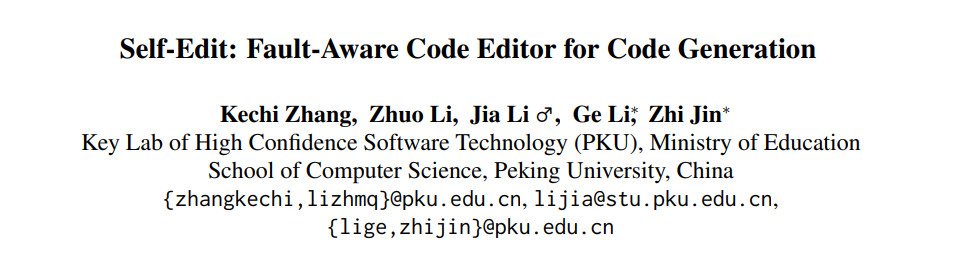 Self-Edit: Fault-Aware Code Editor for Code Generation
Kechi Zhang, Zhuo Li, Jia Li ♂, Ge Li*, Zhi Jin*
Key Lab of High Confidence Software Technology (PKU), Ministry of Education
School of Computer Science, Peking University, China
{zhangkechi,lizhmq}@pku.edu.cn, lijia@stu.pku.edu.cn,
{lige,zhijin}@pku.edu.cn